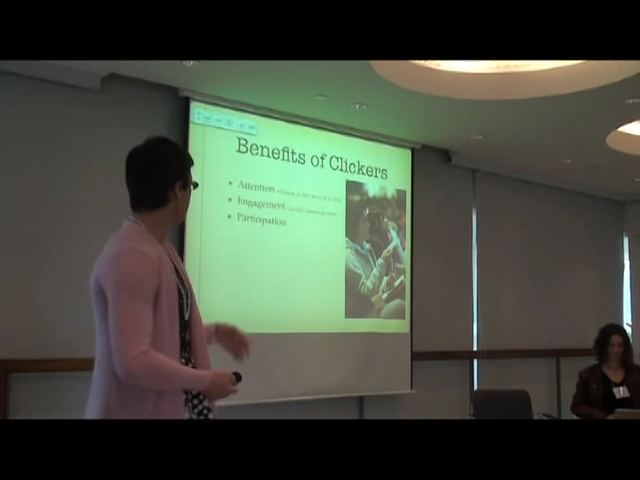 Benefits of Clickers
• Attention
• Engagement
• Participation